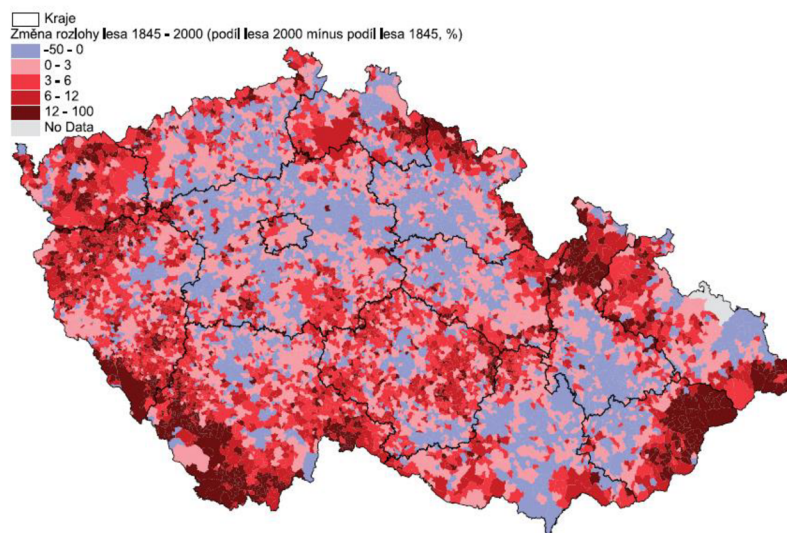 Kraje
Změna rozlohy lesa 1845 - 2000 (podíl lesa 2000 mínus podíl lesa 1845, %)
-50 - 0
0 - 3
3 - 6
6 - 12
12 - 100
No Data